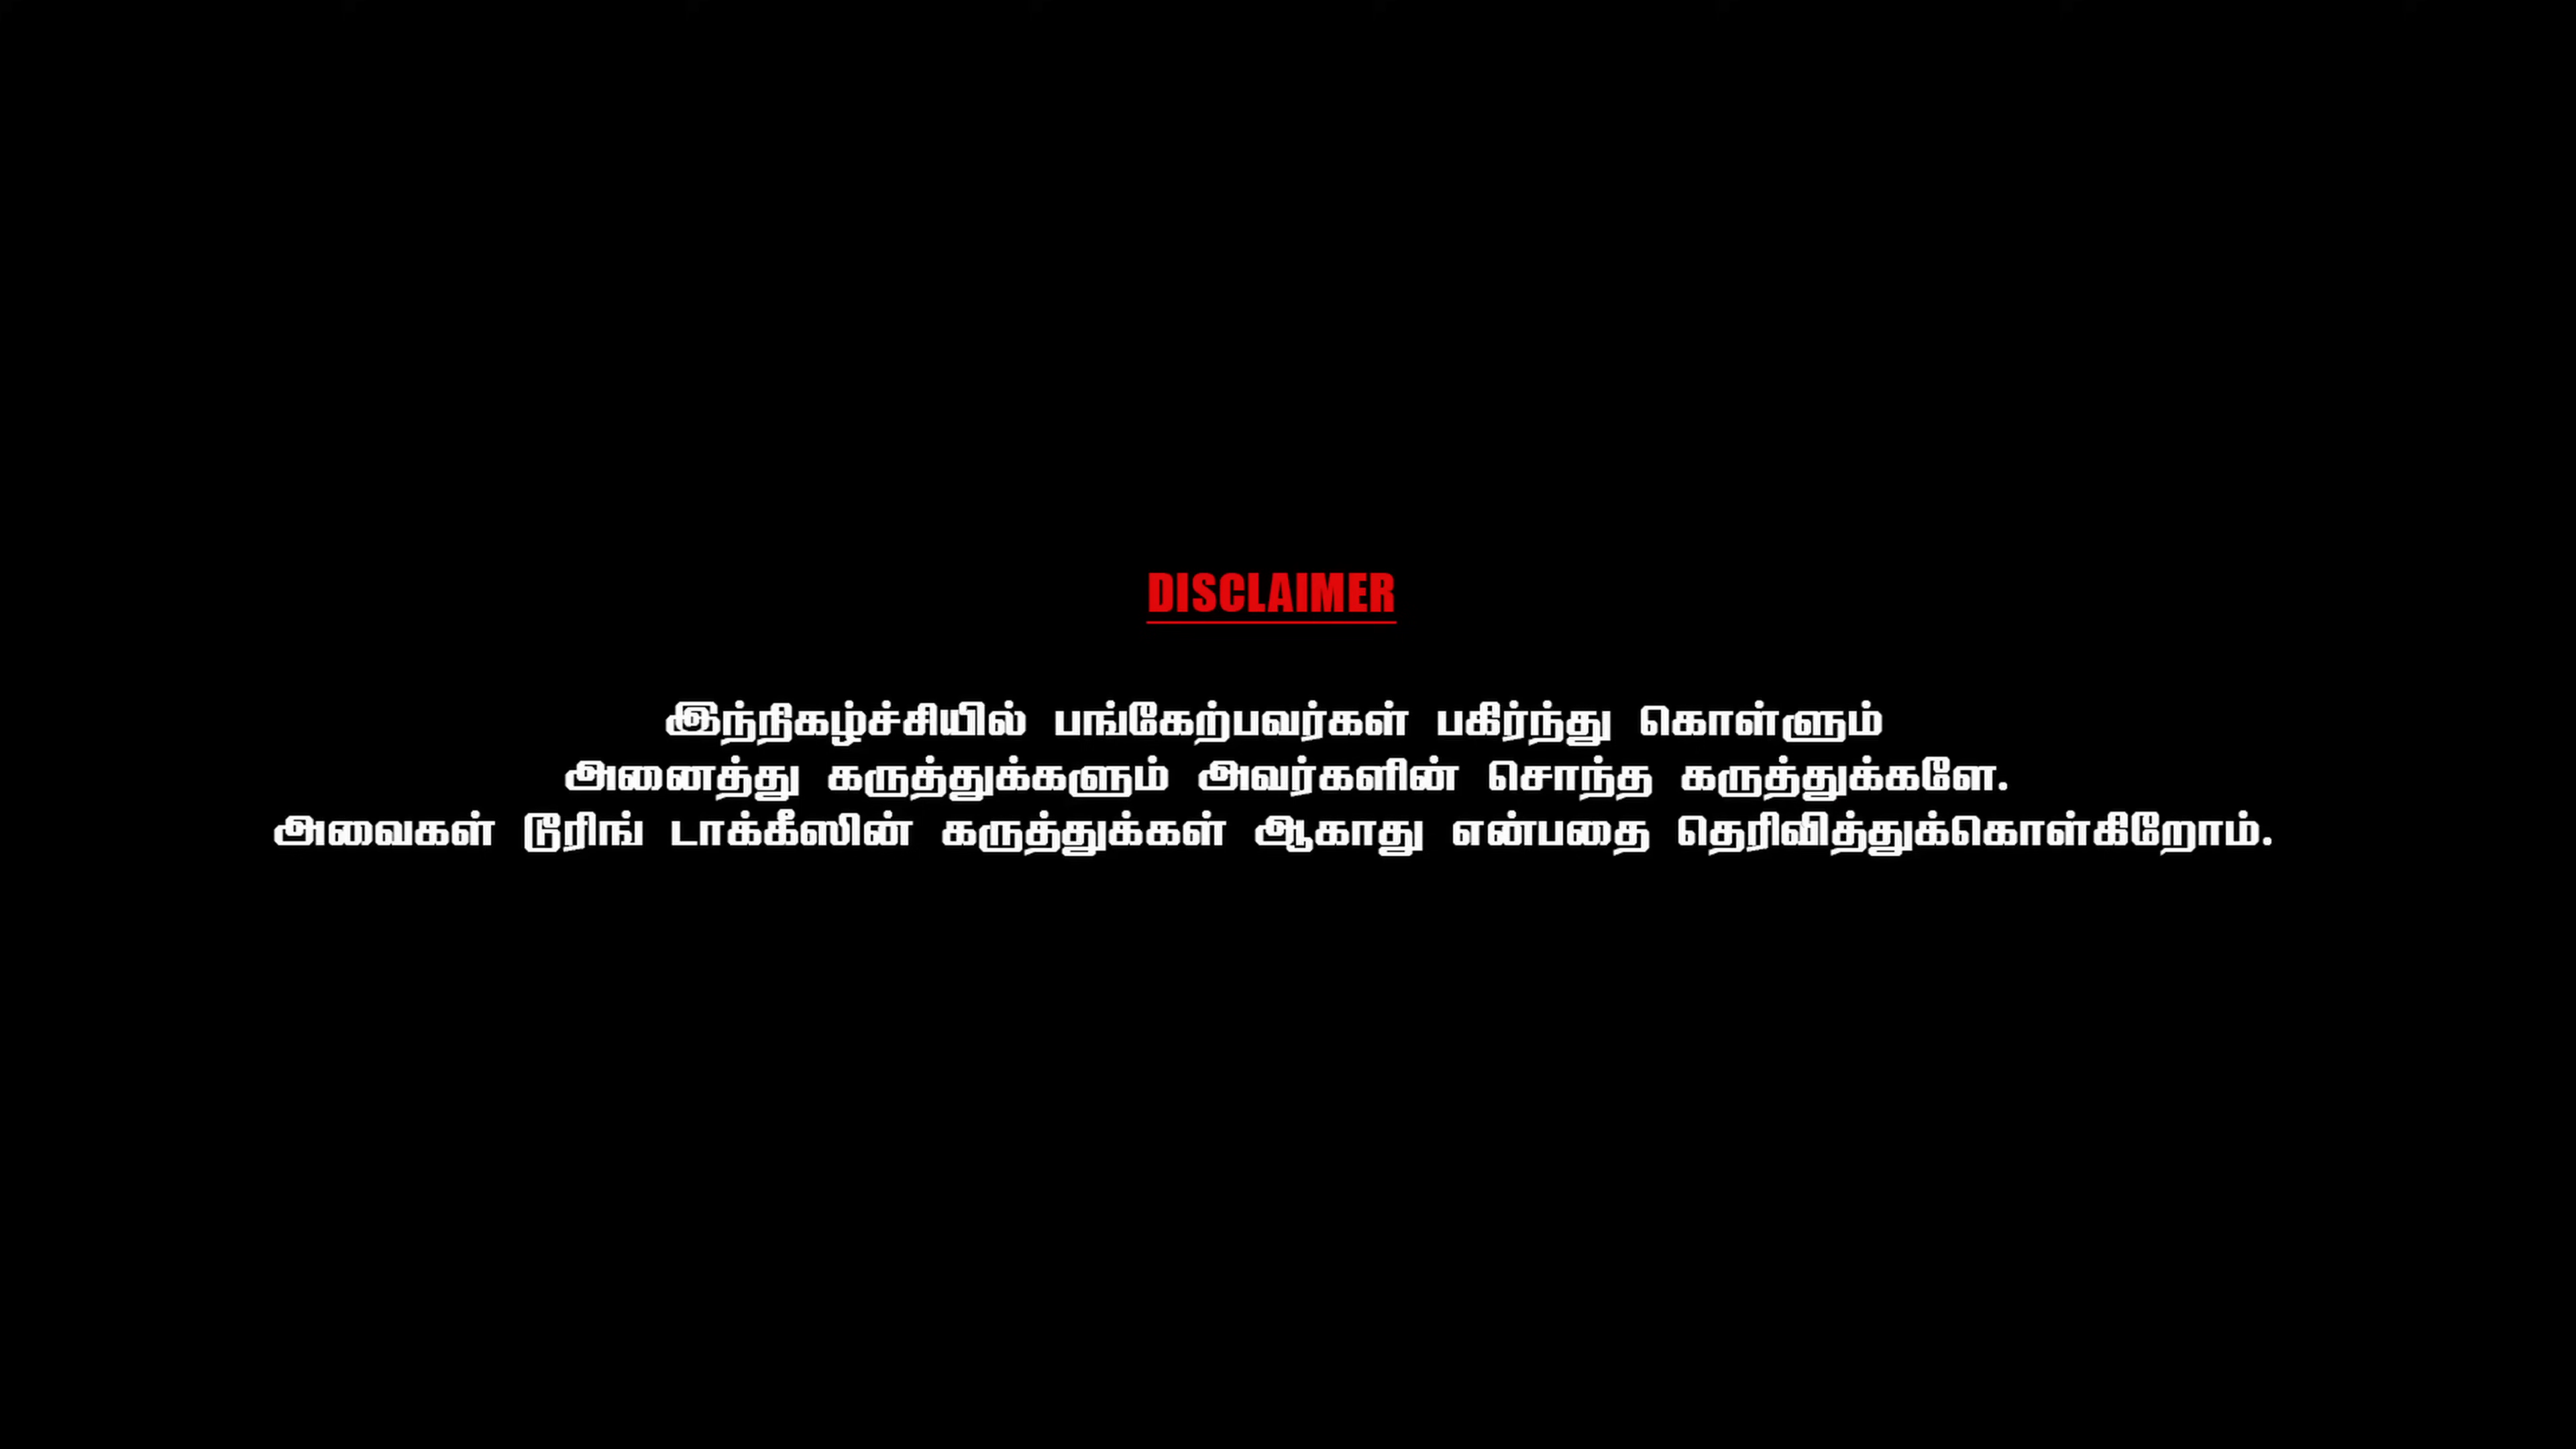 DISCLAIMER
இந்நிகழ்ச்சியில் பங்கேற்பவர்கள் பகிர்ந்து கொள்ளும்
அனைத்து கருத்துக்களும் அவர்களின் சொந்த கருத்துக்களே.
அவைகள் டூரிங் டாக்கீஸின் கருத்துக்கள் ஆகாது என்பதை தெரிவித்துக்கொள்கிறோம்.